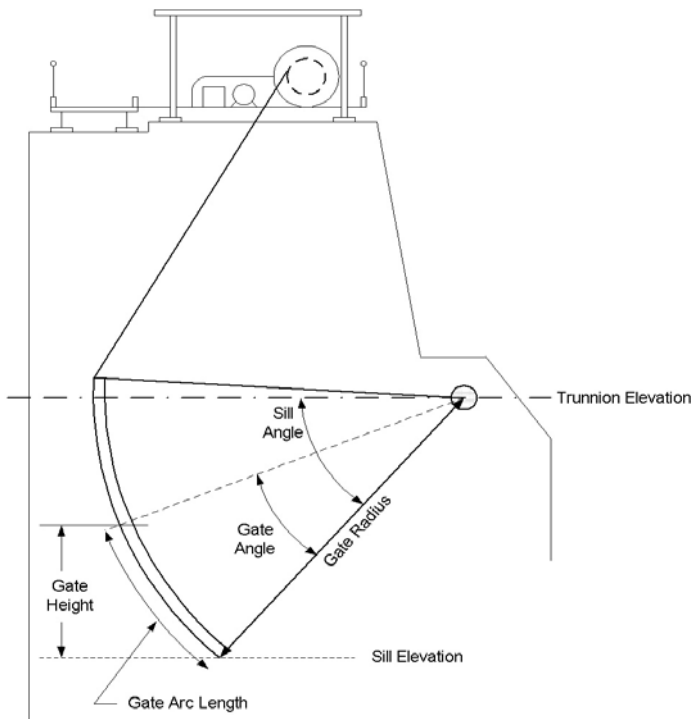 Trunnion Elevation
Sill
Angle
Gate
Angle
Gate Radius
Gate
Height
Sill Elevation
Gate Arc Length